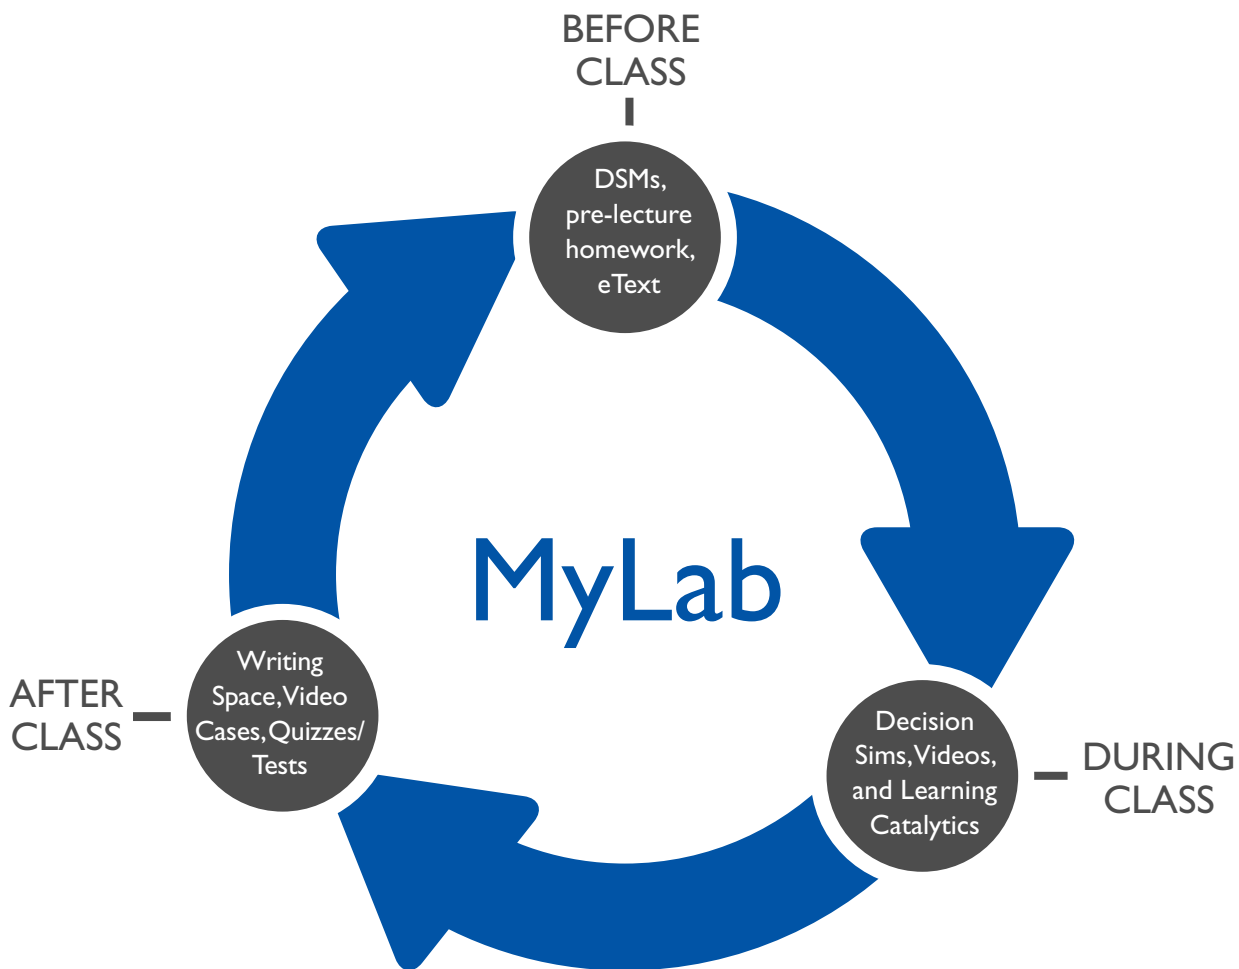 BEFORE
CLASS
DSMs,
pre-lecture
homework,
eText
MyLab
AFTER
CLASS
Writing
Space, Video
Cases, Quizzes/
Tests
Decision
Sims, Videos,
and Learning
Catalytics
DURING
CLASS